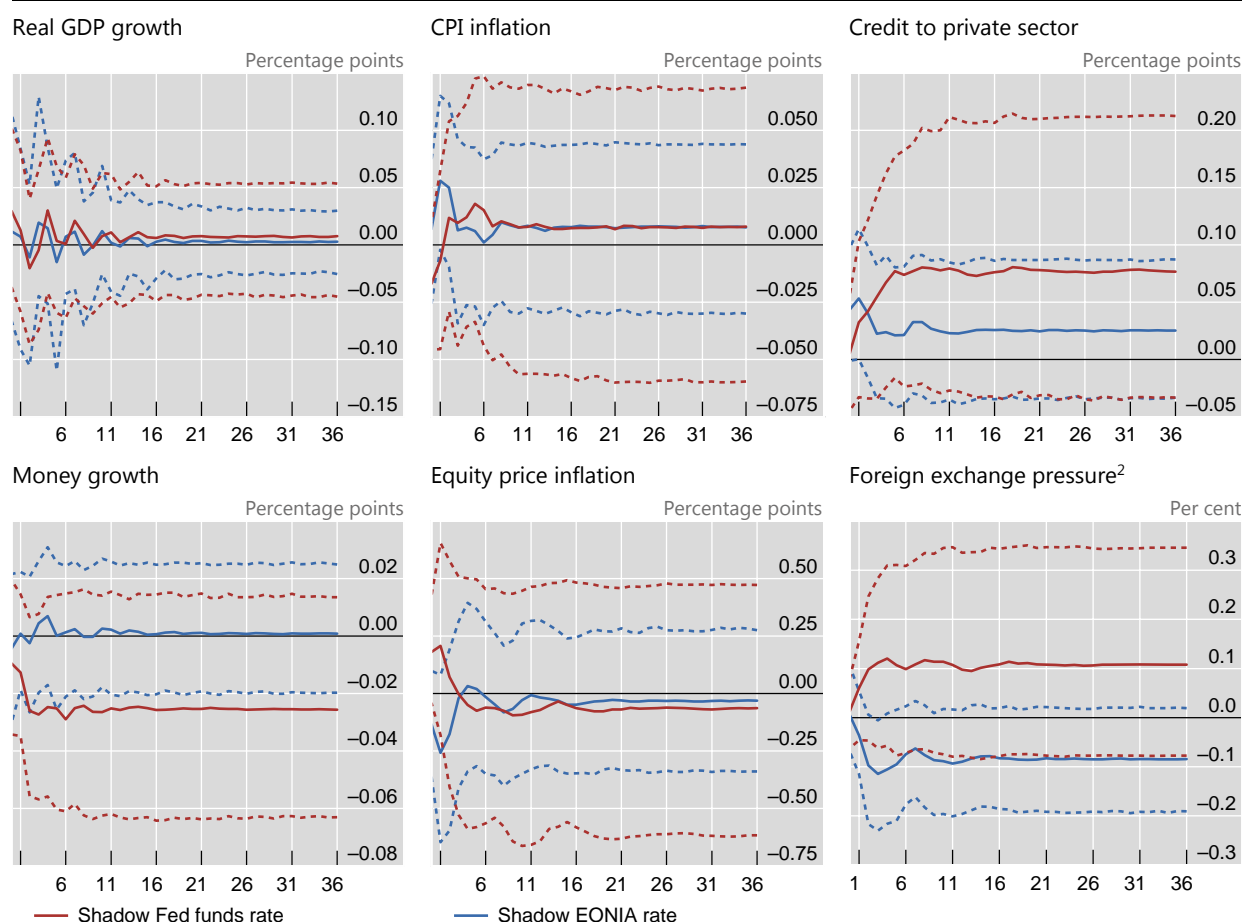 Real GDP growth
CPI inflation
Credit to private sector
Percentage points
Percentage points
Percentage points
0.10
0.05
0.00
–0.05
–0.10
–0.15
0.050
0.025
0.000
–0.025
–0.050
–0.075
0.20
0.15
0.10
0.05
0.00
–0.05
6 11 16 21 26 31 36
6 11 16 21 26 31 36
6 11 16 21 26 31 36
Money growth
Equity price inflation
Foreign exchange pressure2
Percentage points
Percentage points
Per cent
0.02
0.00
–0.02
–0.04
–0.06
–0.08
0.50
0.25
0.00
–0.25
–0.50
–0.75
0.3
0.2
0.1
0.0
–0.1
–0.2
–0.3
6 11 16 21 26 31 36
6 11 16 21 26 31 36
1 6 11 16 21 26 31 36
Shadow Fed funds rate
Shadow EONIA rate